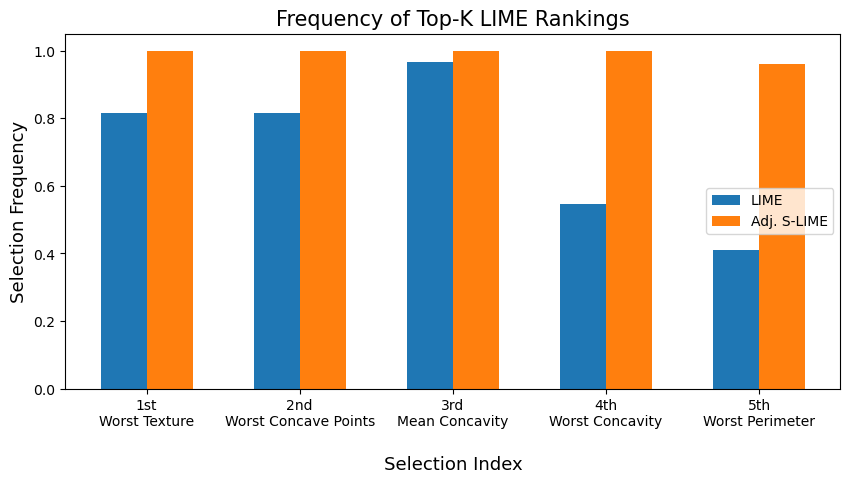 Frequency of Top-K LIME Rankings
Selection Frequency
1.0
0.8
0.6
0.4
0.2
0.0
LIME
Adj. S-LIME
1st
Worst Texture
2nd
Worst Concave Points
3rd
Mean Concavity
4th
Worst Concavity
5th
Worst Perimeter
Selection Index